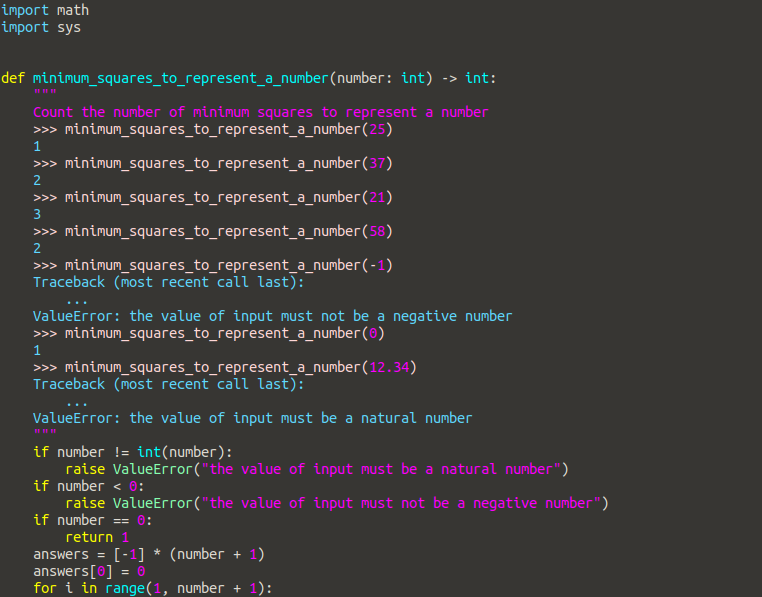 import math
import sys
def minimum_squares_to_represent_a_number(number: int) -> int:
    """
    Count the number of minimum squares to represent a number
    >>> minimum_squares_to_represent_a_number(25)
    1
    >>> minimum_squares_to_represent_a_number(37)
    2
    >>> minimum_squares_to_represent_a_number(21)
    3
    >>> minimum_squares_to_represent_a_number(58)
    2
    >>> minimum_squares_to_represent_a_number(-1)
    Traceback (most recent call last):
        ...
    ValueError: the value of input must not be a negative number
    >>> minimum_squares_to_represent_a_number(0)
    1
    >>> minimum_squares_to_represent_a_number(12.34)
    Traceback (most recent call last):
        ...
    ValueError: the value of input must be a natural number
    """
    if number != int(number):
        raise ValueError("the value of input must be a natural number")
    if number < 0:
        raise ValueError("the value of input must not be a negative number")
    if number == 0:
        return 1
    answers = [-1] * (number + 1)
    answers[0] = 0
    for i in range(1, number + 1):